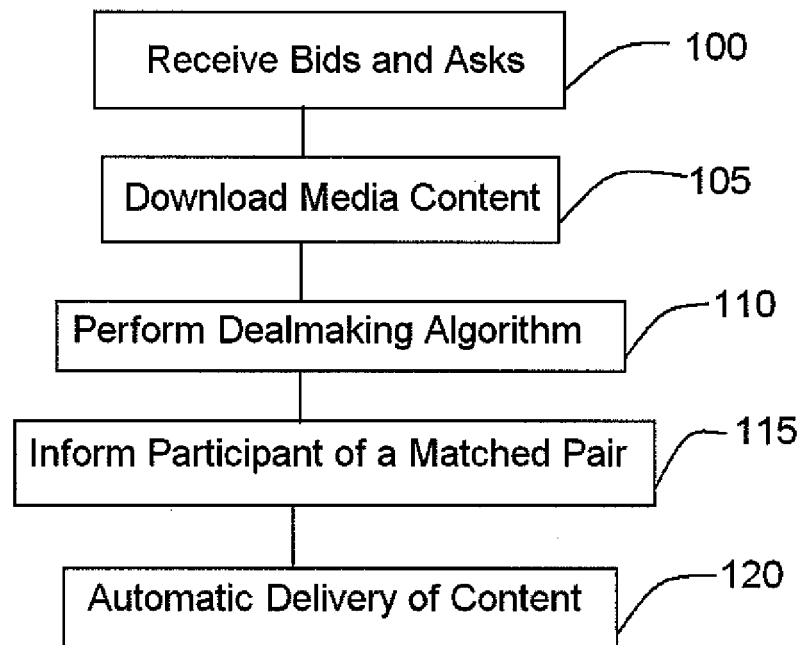 Receive Bids and Asks
100
Download Media Content
105
Perform Dealmaking Algorithm
110
Inform Participant of a Matched Pair
115
Automatic Delivery of Content
120